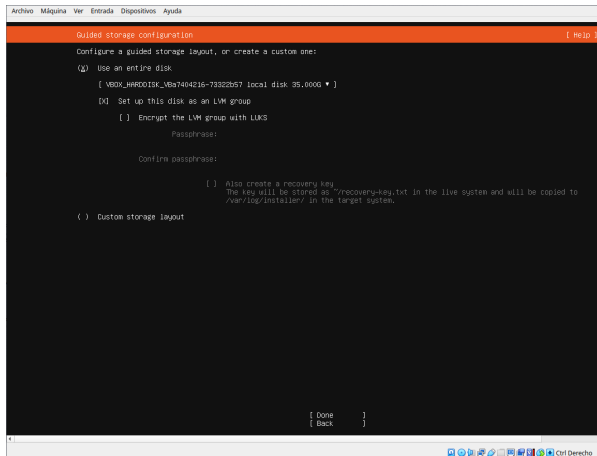 Archivo Máquina Ver Entrada Dispositivos Ayuda
Guided storage configuration [ Help ]
Configure a guided storage layout, or create a custom one:
(X) Use an entire disk
[ VBOX_HARDDISK_VBa7404216-73322b57 local disk 35.000G ▼ ]
[X] Set up this disk as an LVM group
[ ] Encrypt the LVM group with LUKS
Passphrase:
Confirm passphrase:
[ ] Also create a recovery key
The key will be stored as ~/recovery-key.txt in the live system and will be copied to
/var/log/installer/ in the target system.
( ) Custom storage layout
[ Done ]
[ Back ]
Ctrl Derecho